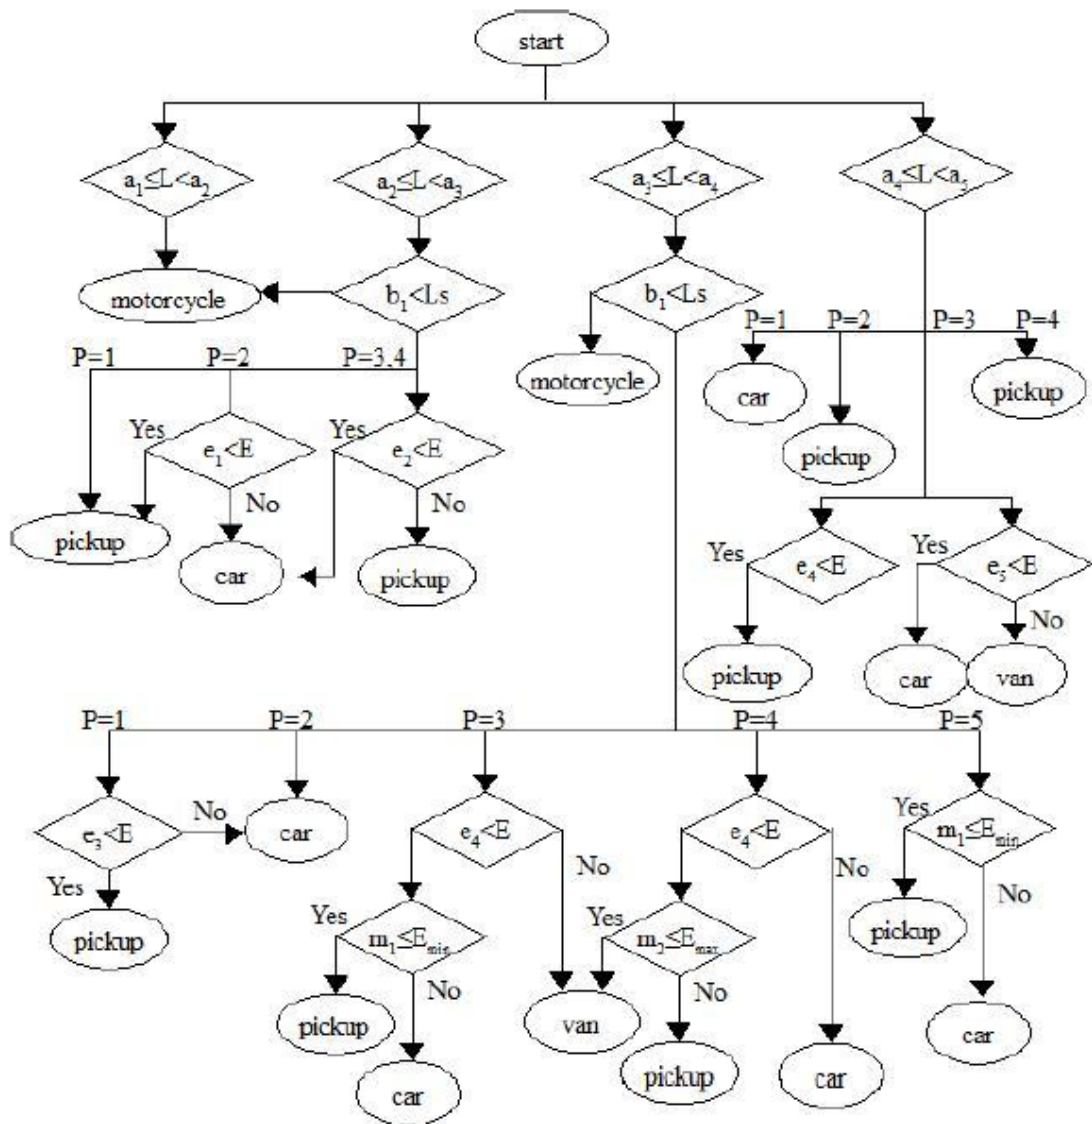 start
a₁≤L<a₂
a₂≤L<a₃
a₃≤L<a₄
a₄≤L<a₅
motorcycle
b₁<Ls
b₁<Ls
P=1
P=2
P=3,4
motorcycle
P=1
P=2
P=3
P=4
car
pickup
pickup
Yes
e₁<E
Yes
e₂<E
No
No
pickup
car
pickup
Yes
e₄<E
Yes
e₅<E
No
pickup
car
van
P=1
P=2
P=3
P=4
P=5
e₃<E
No
car
e₄<E
e₄<E
Yes
m₁≤Eₘᵢₙ
Yes
No
No
No
pickup
Yes
m₁≤Eₘᵢₙ
Yes
m₂≤Eₘₐₓ
pickup
No
No
pickup
van
car
car
pickup
car